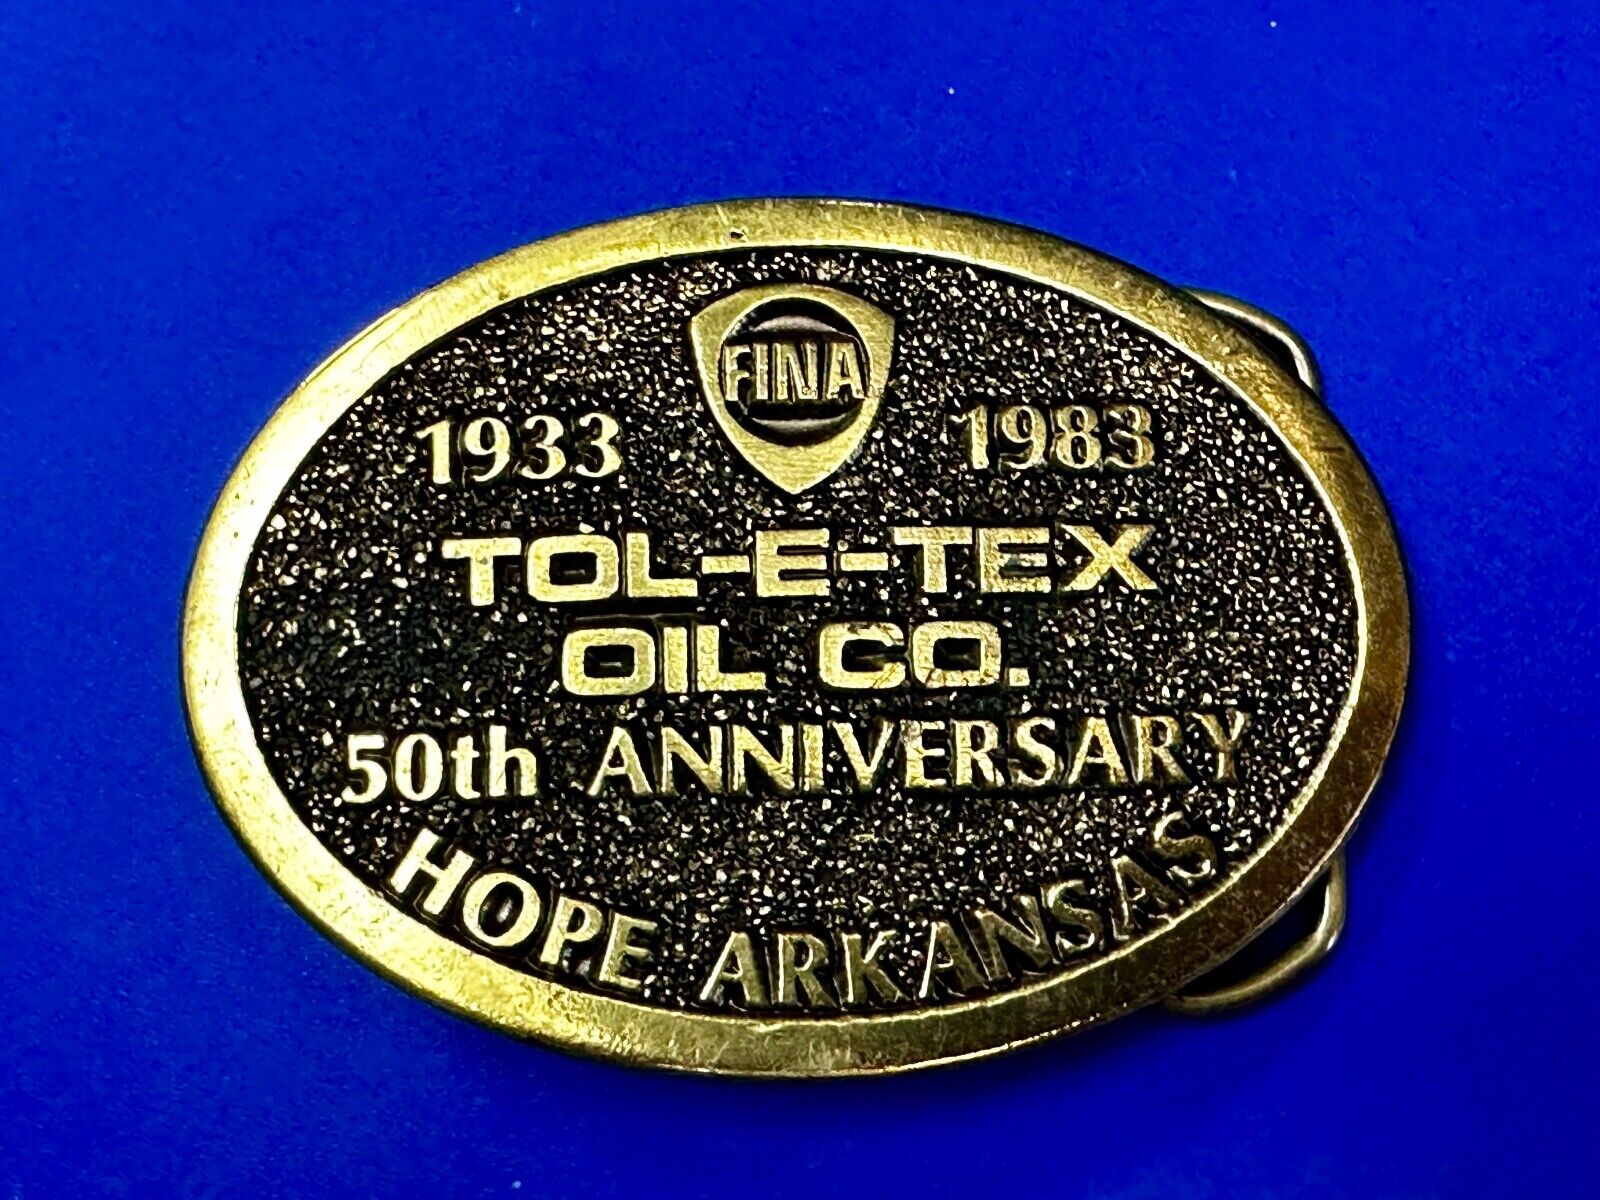 FINA
1933 1983
TOL-E-TEX
OIL CO.
50th ANNIVERSARY
HOPE ARKANSAS